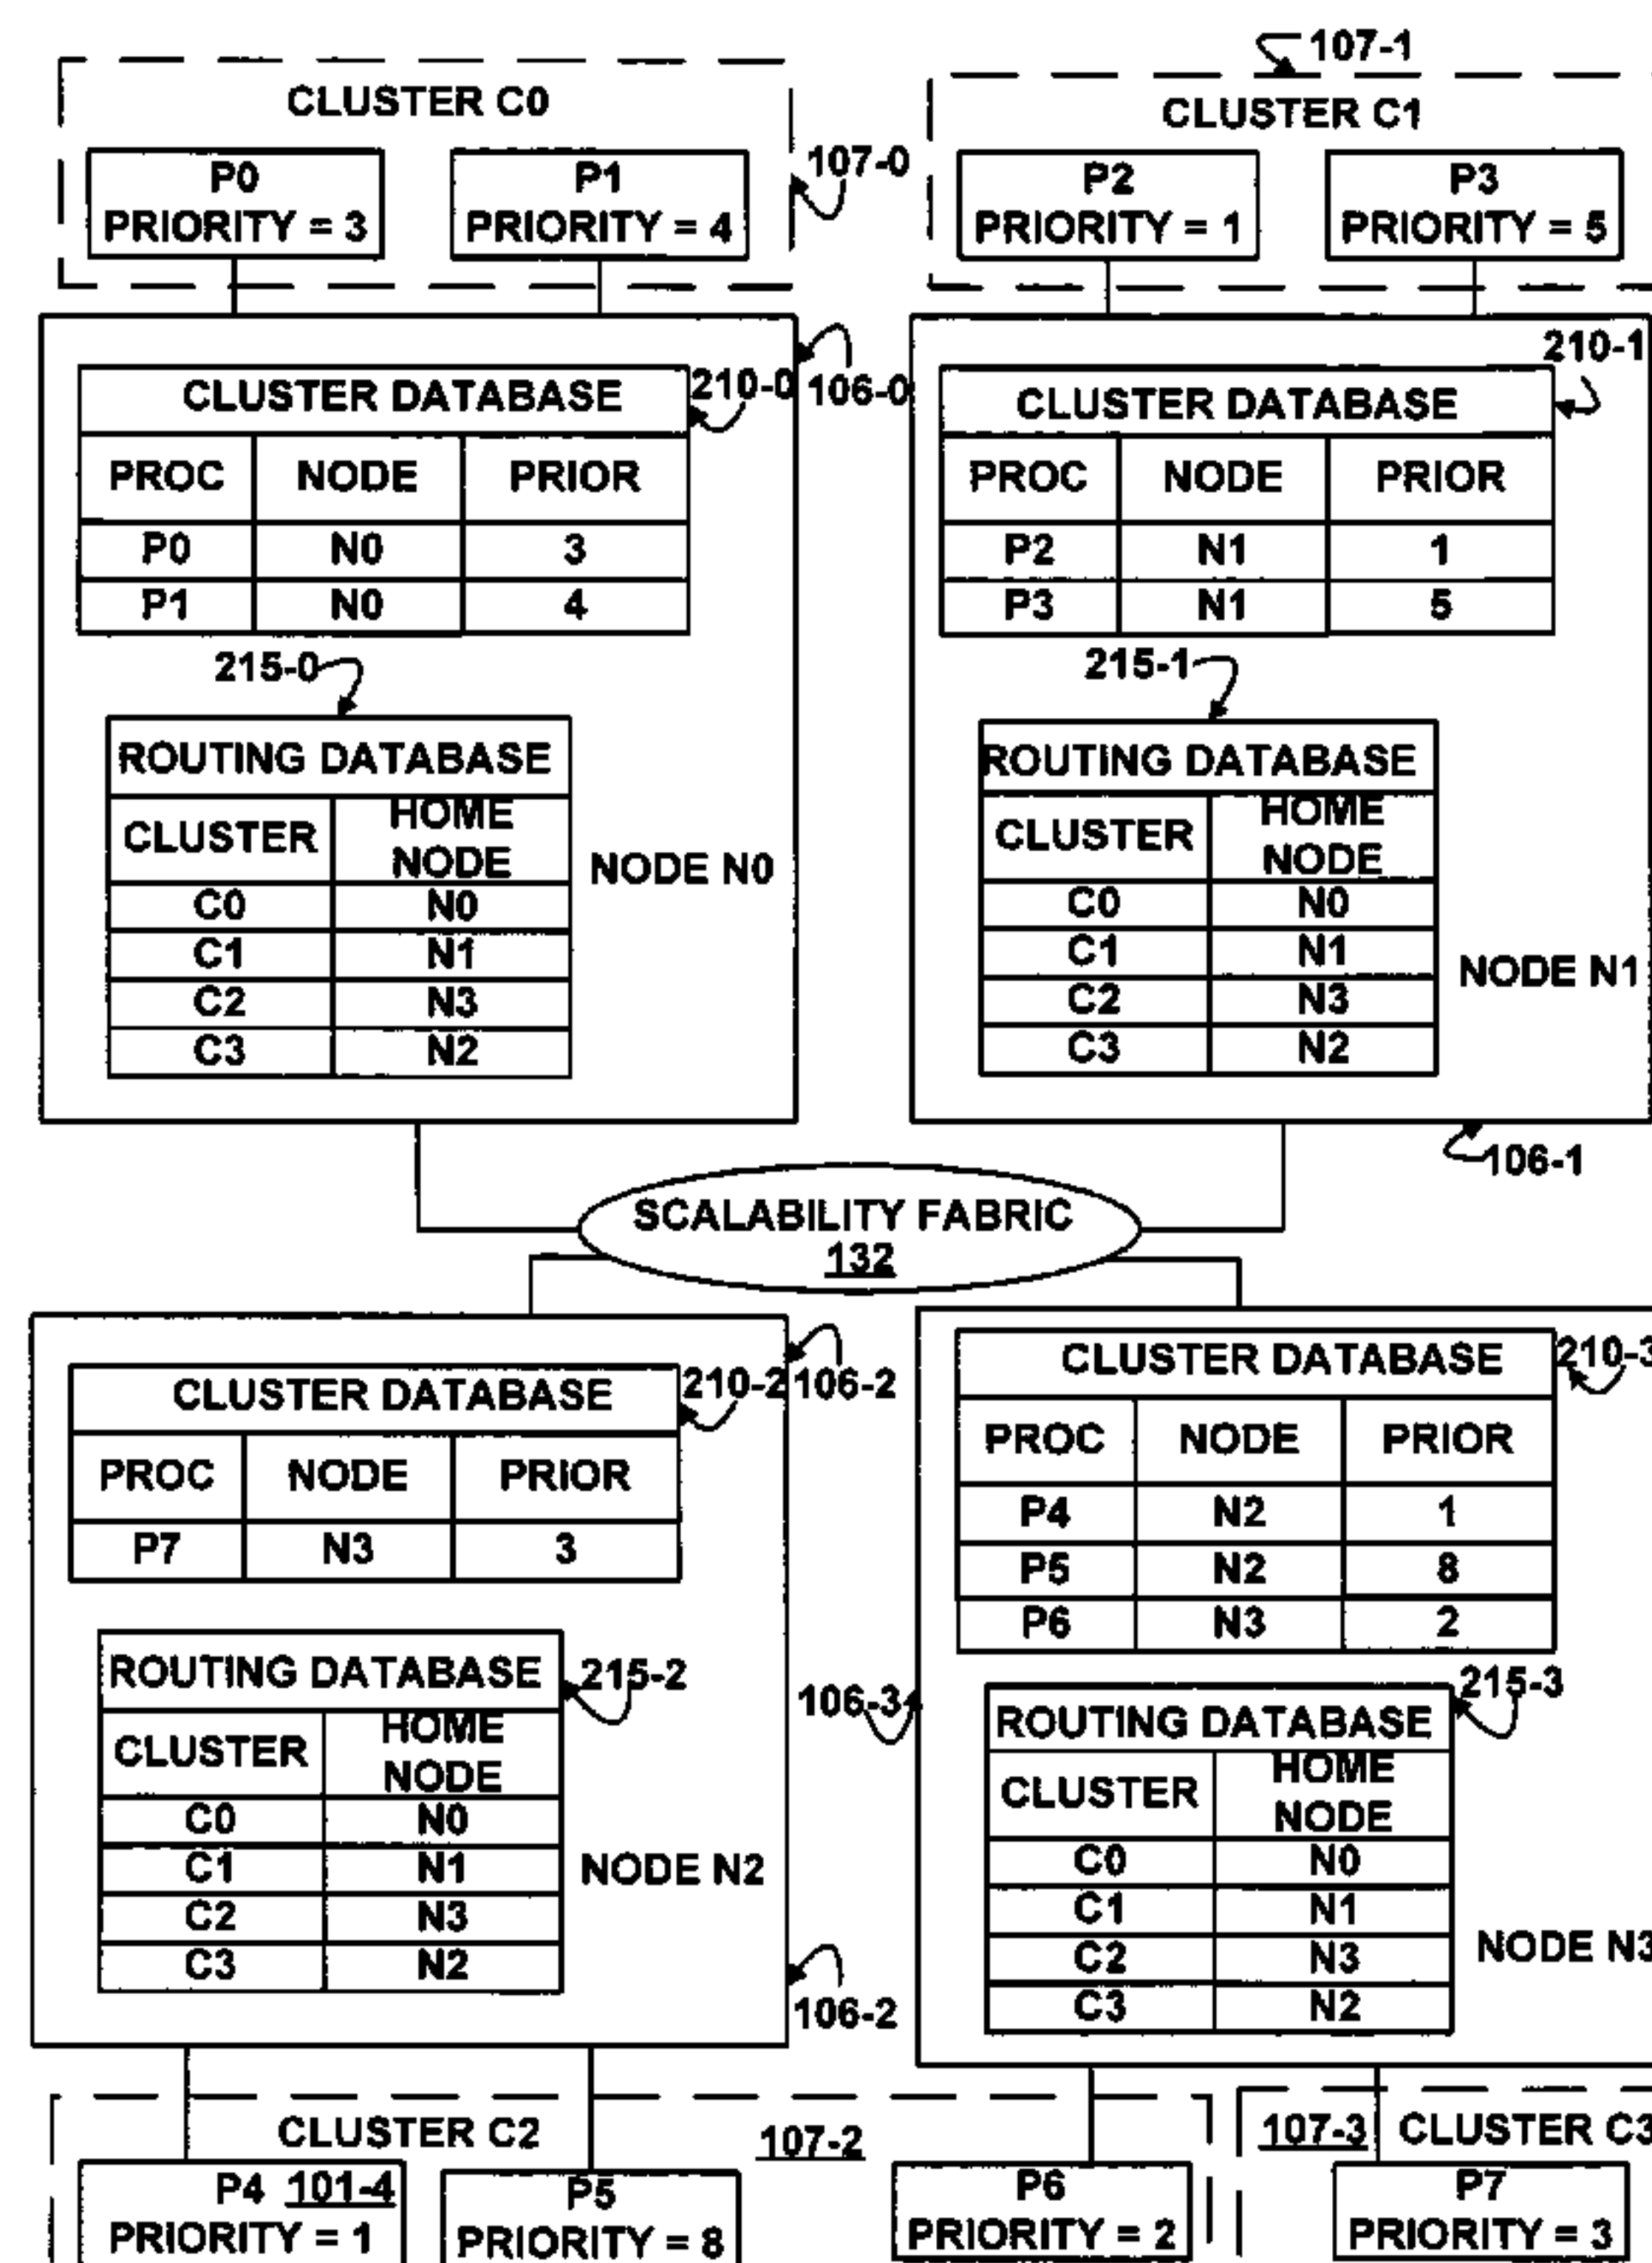 107-1
CLUSTER C0
CLUSTER C1
P0
PRIORITY = 3
P1
PRIORITY = 4
107-0
P2
PRIORITY = 1
P3
PRIORITY = 5
210-0
106-0
210-1
CLUSTER DATABASE
PROC NODE PRIOR
P0 N0 3
P1 N0 4
CLUSTER DATABASE
PROC NODE PRIOR
P2 N1 1
P3 N1 5
215-0
ROUTING DATABASE
CLUSTER HOME
NODE
C0 N0
C1 N1
C2 N3
C3 N2
NODE N0
215-1
ROUTING DATABASE
CLUSTER HOME
NODE
C0 N0
C1 N1
C2 N3
C3 N2
NODE N1
106-1
SCALABILITY FABRIC
132
CLUSTER DATABASE
210-2
106-2
PROC NODE PRIOR
P7 N3 3
CLUSTER DATABASE
210-3
PROC NODE PRIOR
P4 N2 1
P5 N2 8
P6 N3 2
ROUTING DATABASE
215-2
CLUSTER HOME
NODE
C0 N0
C1 N1
C2 N3
C3 N2
NODE N2
106-2
106-3
ROUTING DATABASE
215-3
CLUSTER HOME
NODE
C0 N0
C1 N1
C2 N3
C3 N2
NODE N3
CLUSTER C2
107-2
107-3
CLUSTER C3
P4 101-4
PRIORITY = 1
P5
PRIORITY = 8
P6
PRIORITY = 2
P7
PRIORITY = 3